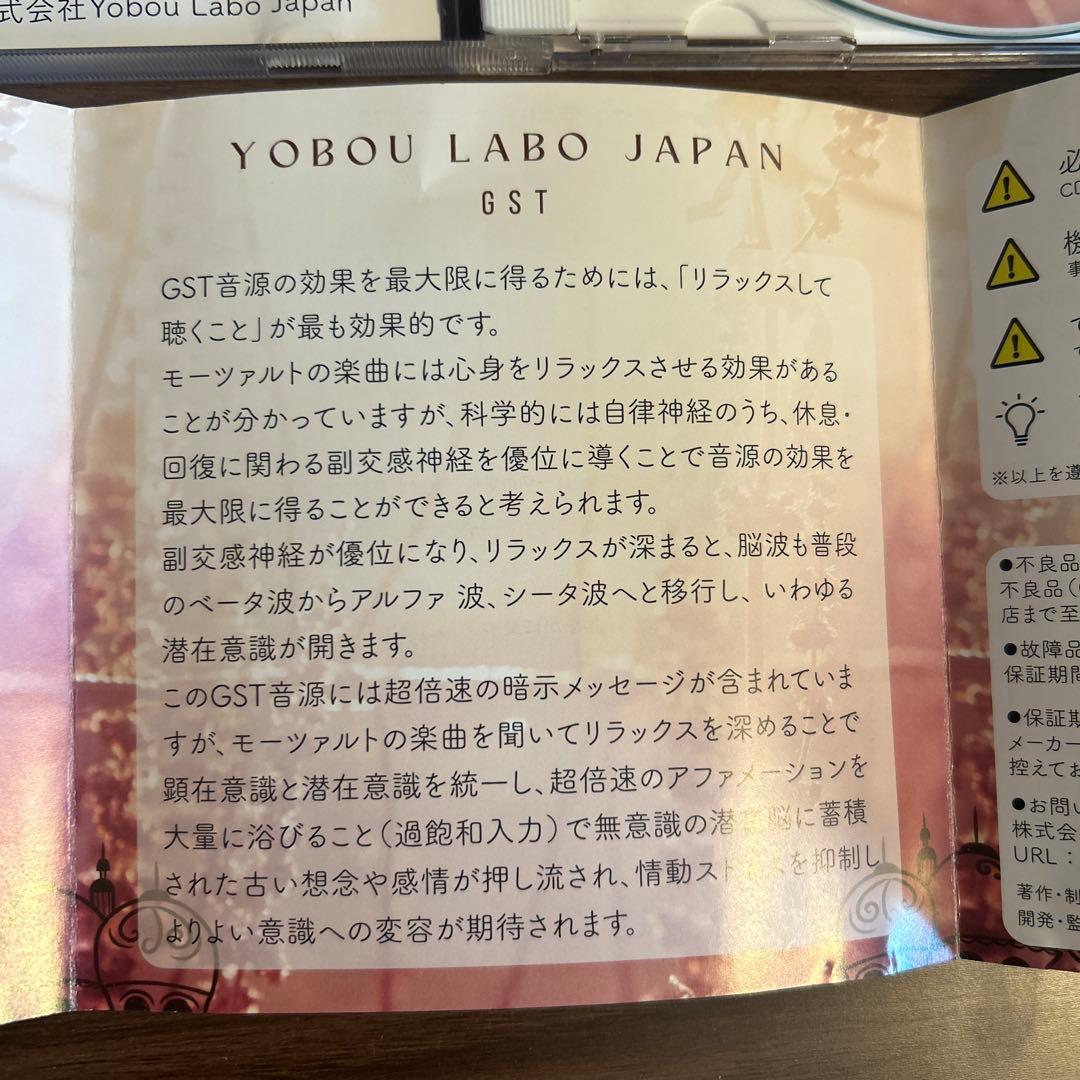 式会社Yobou Labo Japan
YOBOU LABO JAPAN
GST
GST音源の効果を最大限に得るためには、「リラックスして
聴くこと」が最も効果的です。
モーツァルトの楽曲には心身をリラックスさせる効果がある
ことが分かっていますが、科学的には自律神経のうち、休息・
回復に関わる副交感神経を優位に導くことで音源の効果を
最大限に得ることができると考えられます。
副交感神経が優位になり、リラックスが深まると、脳波も普段
のベータ波からアルファ 波、シータ波へと移行し、いわゆる
潜在意識が開きます。
このGST音源には超倍速の暗示メッセージが含まれていま
すが、モーツァルトの楽曲を聞いてリラックスを深めることで
顕在意識と潜在意識を統一し、超倍速のアファメーションを
大量に浴びること(過飽和入力)で無意識の潜在脳に蓄積
された古い想念や感情が押し流され、情動ストレスを抑制し
よりよい意識への変容が期待されます。
必
CD
機
事
※以上を遵
●不良品
不良品(
店まで至
●故障品
保証期間
●保証期
メーカー
控えてお
●お問い
株式会
URL:
著作・制
開発・監